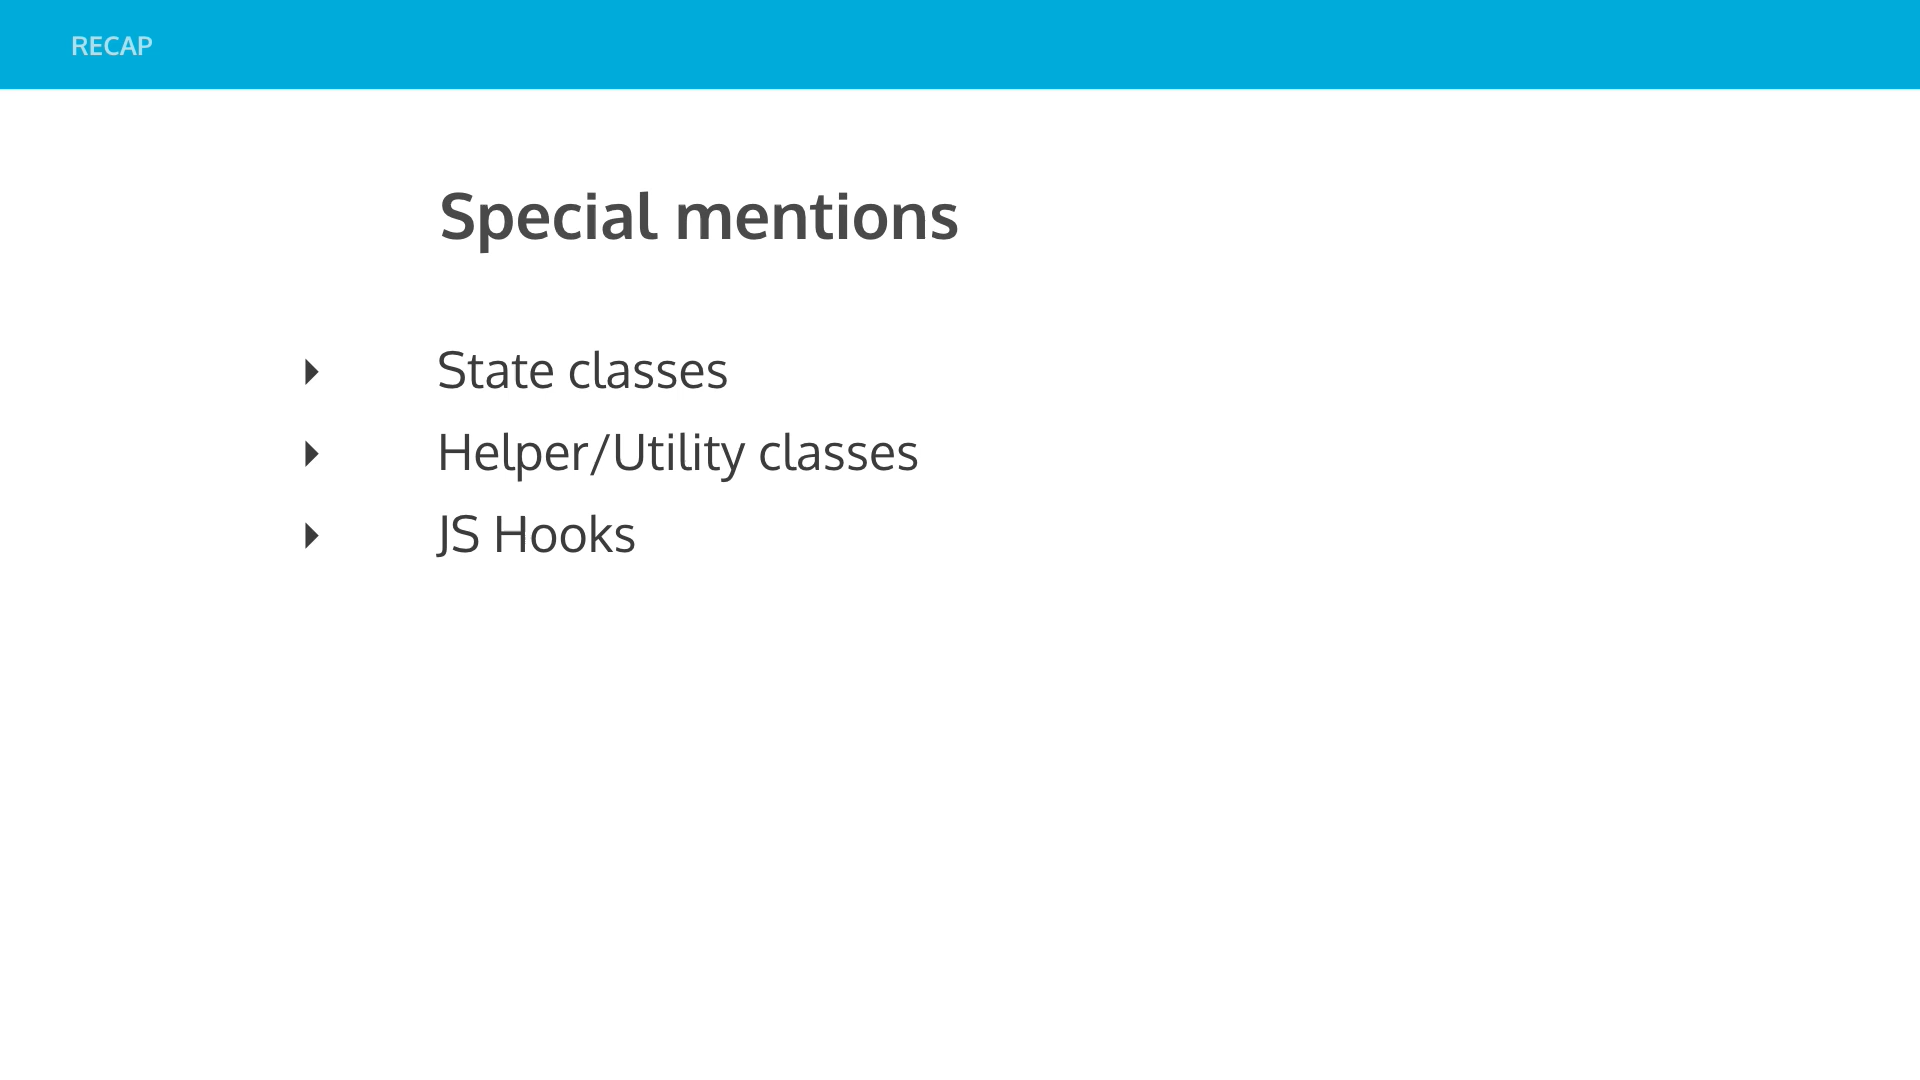 RECAP
Special mentions
State classes
Helper/Utility classes
JS Hooks